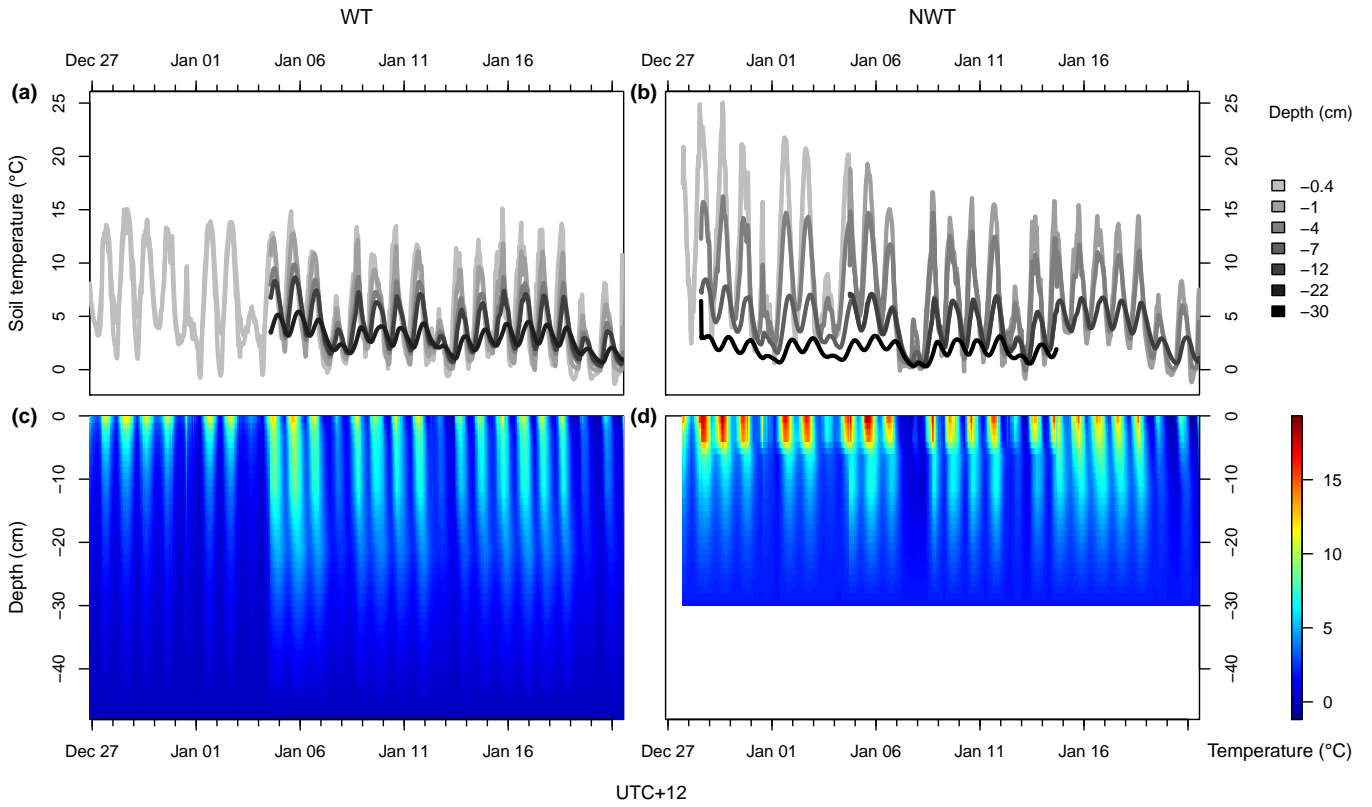 WT
NWT
Dec 27 Jan 01 Jan 06 Jan 11 Jan 16
Dec 27 Jan 01 Jan 06 Jan 11 Jan 16
(a)
(b)
Soil temperature (°C)
25
20
15
10
5
0
25
20
15
10
5
0
Depth (cm)
−0.4
−1
−4
−7
−12
−22
−30
(c)
(d)
Depth (cm)
0
−10
−20
−30
−40
0
−10
−20
−30
−40
15
10
5
0
Dec 27 Jan 01 Jan 06 Jan 11 Jan 16
Dec 27 Jan 01 Jan 06 Jan 11 Jan 16
Temperature (°C)
UTC+12